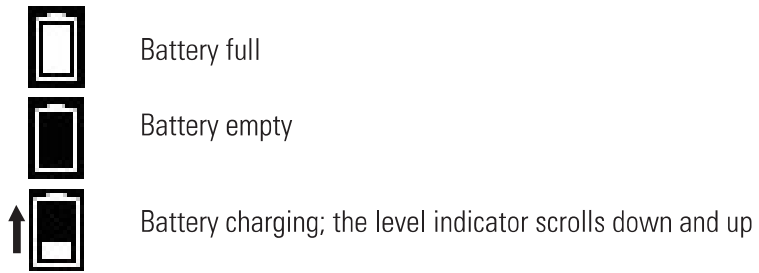 Battery full
Battery empty
Battery charging; the level indicator scrolls down and up